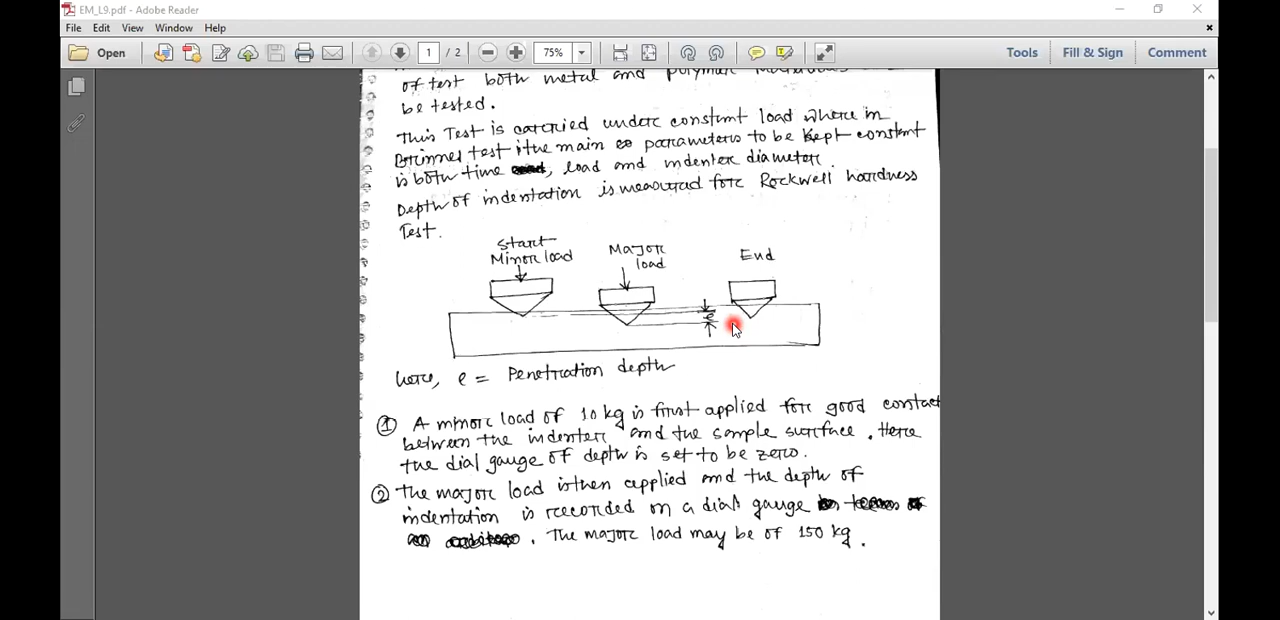 EM_L9.pdf - Adobe Reader
File Edit View Window Help
Open 1 / 2 75% Tools Fill & Sign Comment
of test both metal and polymer
be tested.
This Test is carried under constant load where in
Brinnel test the main parameters to be kept constant
is both time , load and indenter diameter.
Depth of indentation is measured for Rockwell hardness
Test.
Start
Minor load
Major
load
End
e
here, e = Penetration depth
1 A minor load of 10 kg is first applied for good contact
between the indenter and the sample surface. Here
the dial gauge of depth is set to be zero.
2 The major load is then applied and the depth of
indentation is recorded on a dial gauge
. The major load may be of 150 kg.